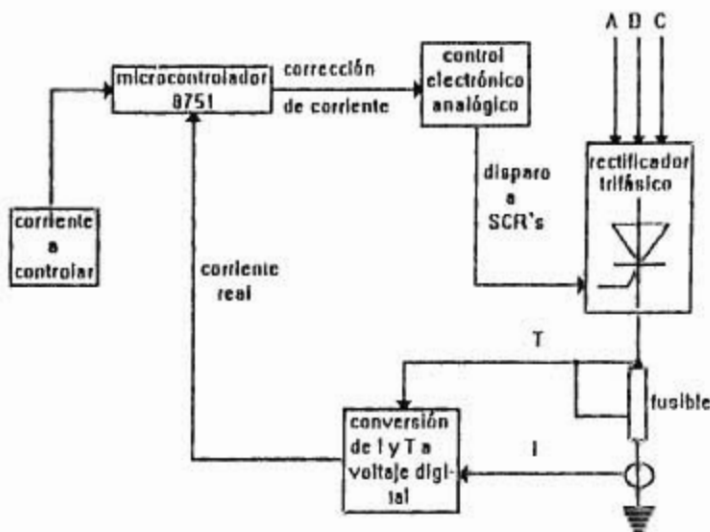 A B C
microcontrolador
8751
corrección
de corriente
control
electrónico
analógico
rectificador
trifásico
disparo
a
SCR's
corriente
a
controlar
corriente
real
T
fusible
conversión
de I y T a
voltaje digi-
tal
I